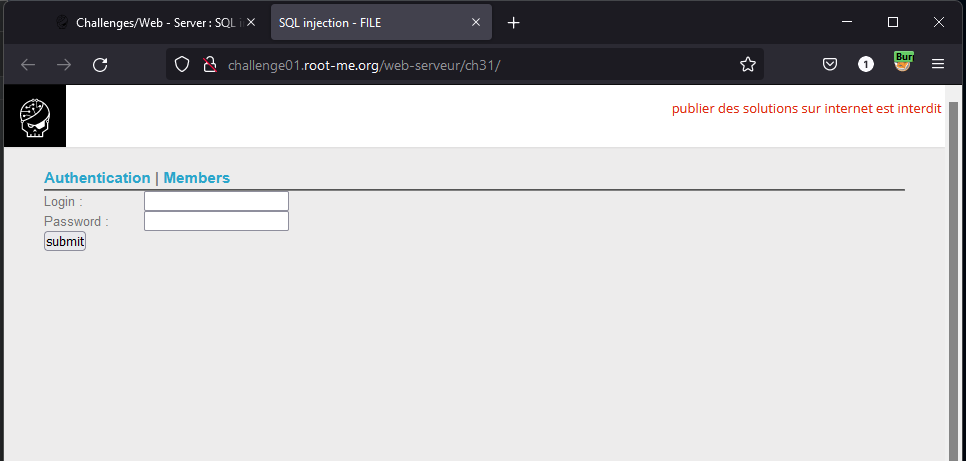 Challenges/Web - Server : SQL i
SQL injection - FILE
challenge01.root-me.org/web-serveur/ch31/
1
Bur
publier des solutions sur internet est interdit
Authentication | Members
Login :
Password :
submit